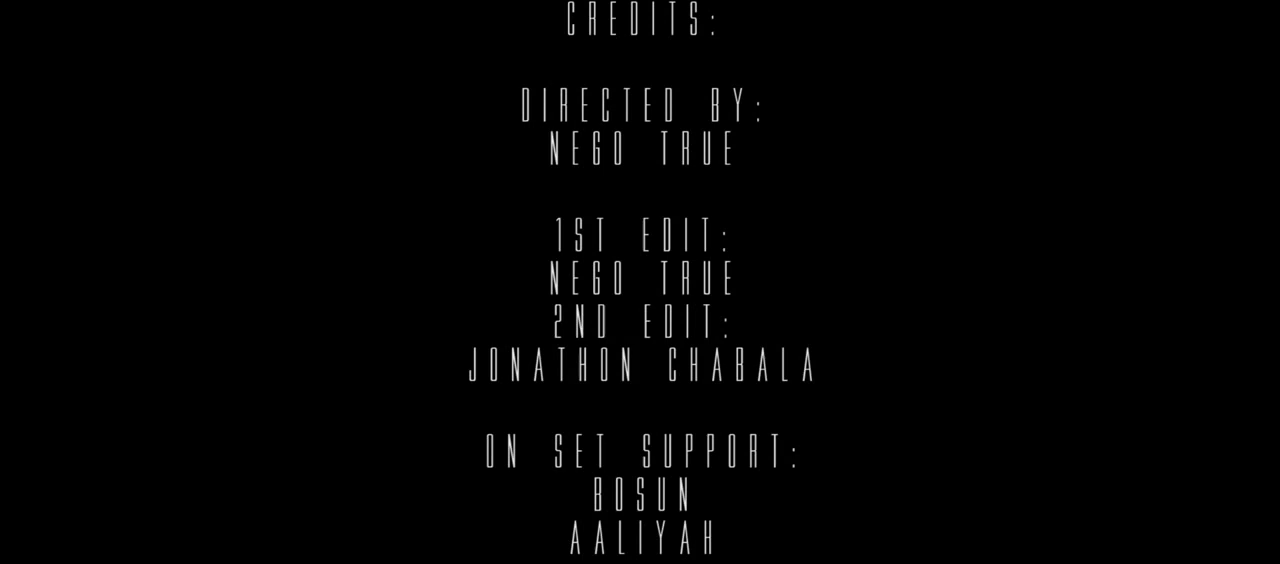 CREDITS:
DIRECTED BY:
NEGO TRUE
1ST EDIT:
NEGO TRUE
2ND EDIT:
JONATHON CHABALA
ON SET SUPPORT:
BOSUN
AALIYAH